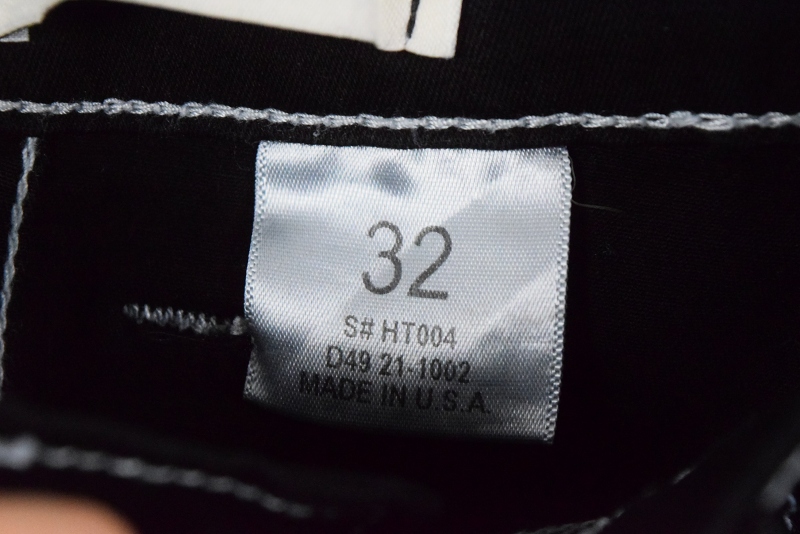 32
S# HT004
D49 21-1002
MADE IN U.S.A.